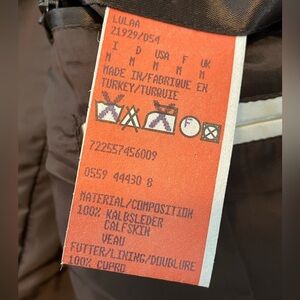 LULAA
21929/054
I D USA F UK
M M M M M
MADE IN/FABRIQUE EN
TURKEY/TURQUIE
F
722557456009
0559 44430 8
MATERIAL/COMPOSITION
100% KALBSLEDER
CALFSKIN
VEAU
FUTTER/LINING/DOUBLURE
100% CUPRO